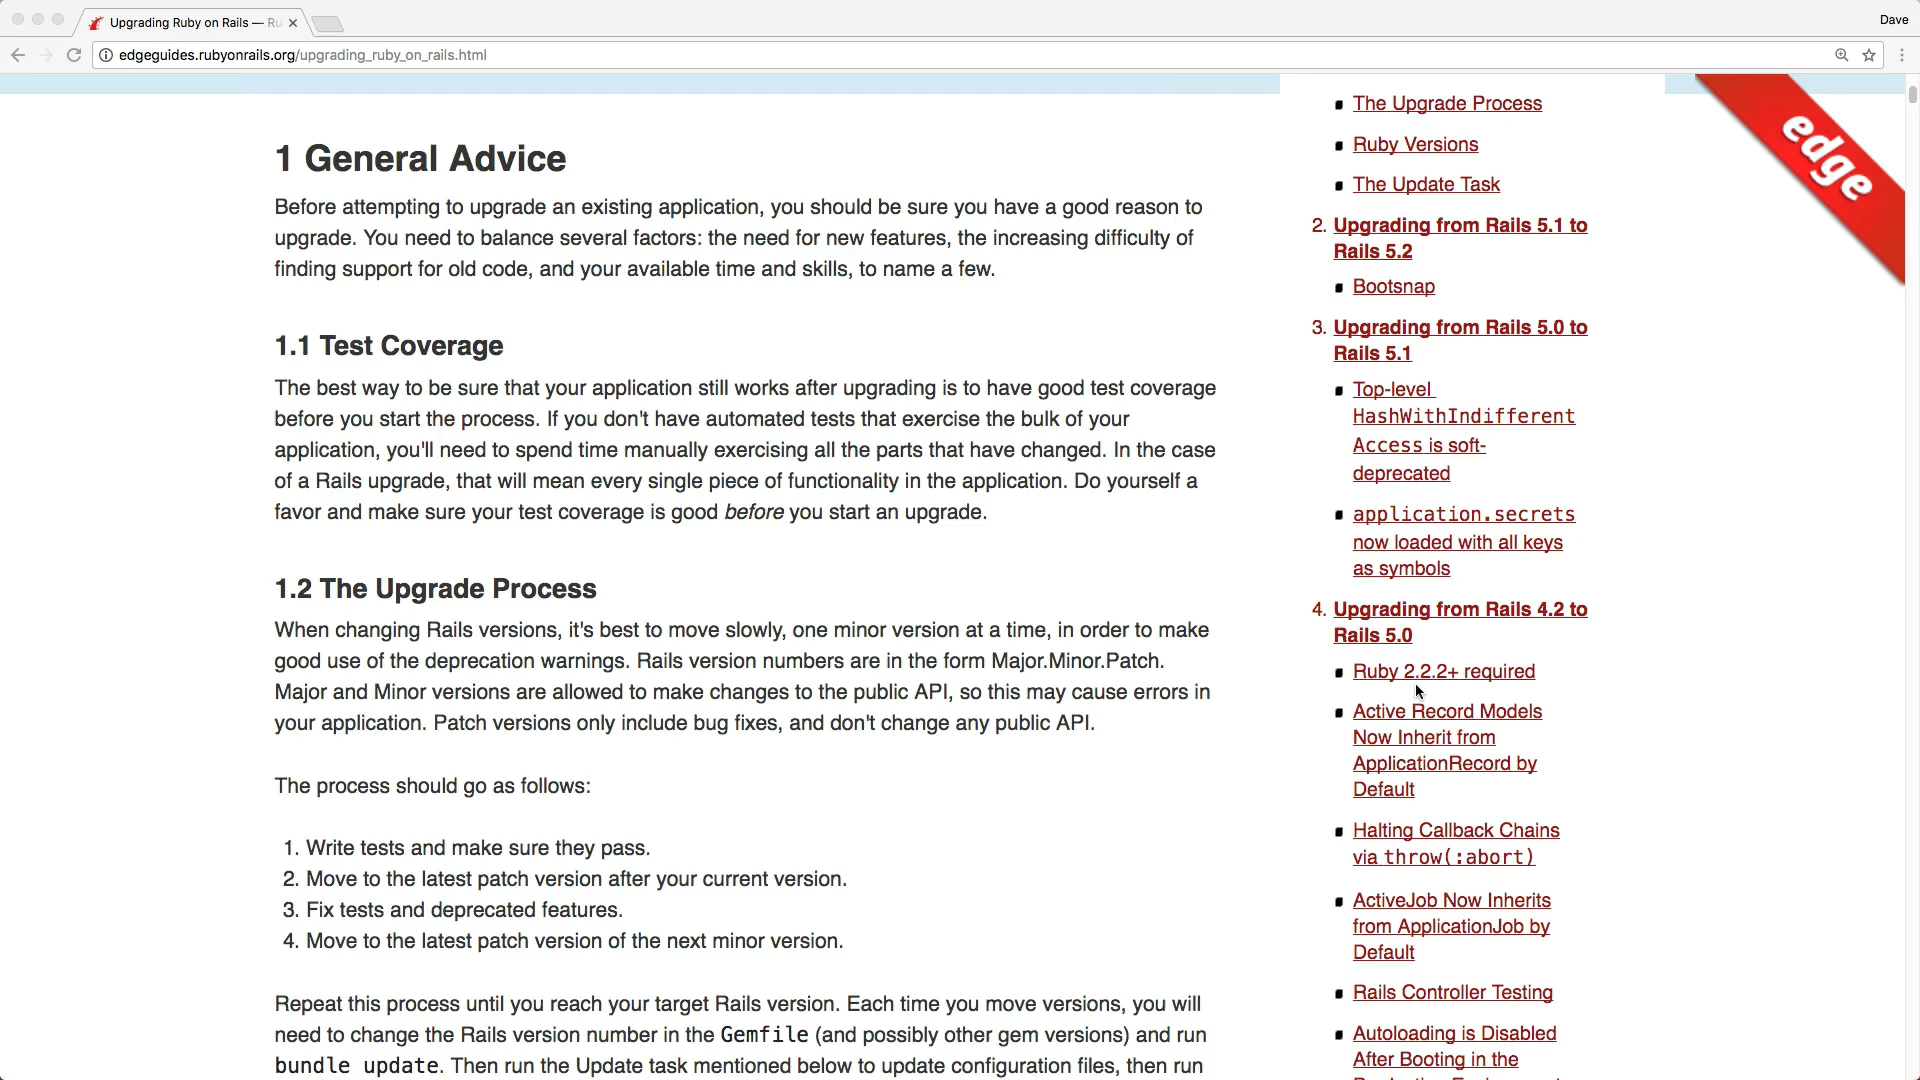 Upgrading Ruby on Rails — Ru
Dave
edgeguides.rubyonrails.org/upgrading_ruby_on_rails.html
1 General Advice
Before attempting to upgrade an existing application, you should be sure you have a good reason to
upgrade. You need to balance several factors: the need for new features, the increasing difficulty of
finding support for old code, and your available time and skills, to name a few.
1.1 Test Coverage
The best way to be sure that your application still works after upgrading is to have good test coverage
before you start the process. If you don't have automated tests that exercise the bulk of your
application, you'll need to spend time manually exercising all the parts that have changed. In the case
of a Rails upgrade, that will mean every single piece of functionality in the application. Do yourself a
favor and make sure your test coverage is good before you start an upgrade.
1.2 The Upgrade Process
When changing Rails versions, it's best to move slowly, one minor version at a time, in order to make
good use of the deprecation warnings. Rails version numbers are in the form Major.Minor.Patch.
Major and Minor versions are allowed to make changes to the public API, so this may cause errors in
your application. Patch versions only include bug fixes, and don't change any public API.
The process should go as follows:
1. Write tests and make sure they pass.
2. Move to the latest patch version after your current version.
3. Fix tests and deprecated features.
4. Move to the latest patch version of the next minor version.
Repeat this process until you reach your target Rails version. Each time you move versions, you will
need to change the Rails version number in the Gemfile (and possibly other gem versions) and run
bundle update. Then run the Update task mentioned below to update configuration files, then run
The Upgrade Process
Ruby Versions
The Update Task
2. Upgrading from Rails 5.1 to
Rails 5.2
Bootsnap
3. Upgrading from Rails 5.0 to
Rails 5.1
Top-level
HashWithIndifferent
Access is soft-
deprecated
application.secrets
now loaded with all keys
as symbols
4. Upgrading from Rails 4.2 to
Rails 5.0
Ruby 2.2.2+ required
Active Record Models
Now Inherit from
ApplicationRecord by
Default
Halting Callback Chains
via throw(:abort)
ActiveJob Now Inherits
from ApplicationJob by
Default
Rails Controller Testing
Autoloading is Disabled
After Booting in the
edge